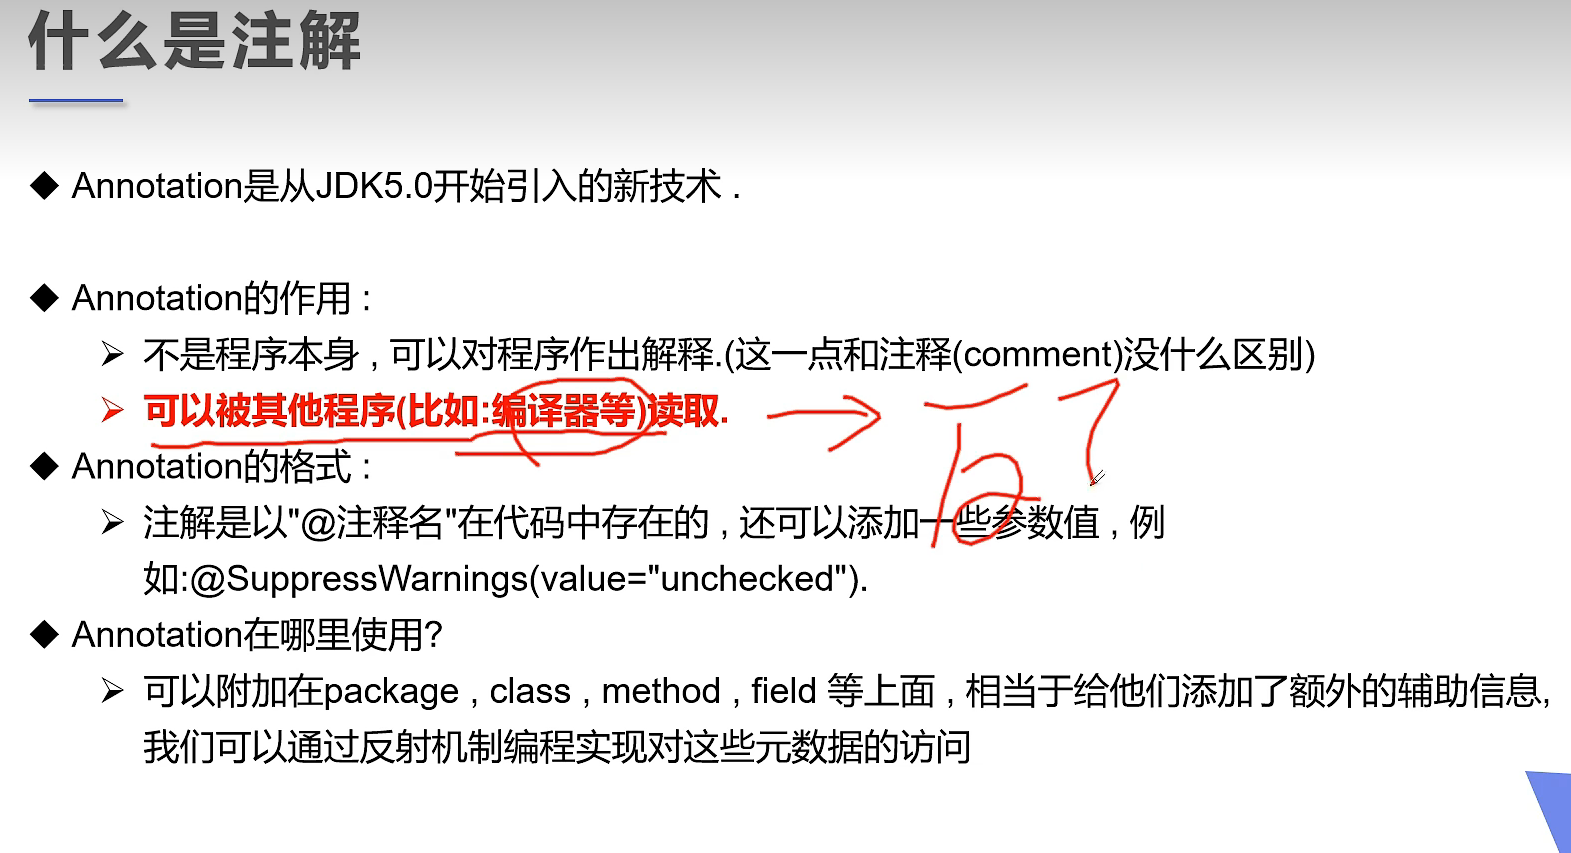 什么是注解
Annotation是从JDK5.0开始引入的新技术 .
Annotation的作用 :
不是程序本身 , 可以对程序作出解释.(这一点和注释(comment)没什么区别)
可以被其他程序(比如:编译器等)读取.
Annotation的格式 :
注解是以"@注释名"在代码中存在的 , 还可以添加一些参数值 , 例
如:@SuppressWarnings(value="unchecked").
Annotation在哪里使用?
可以附加在package , class , method , field 等上面 , 相当于给他们添加了额外的辅助信息,
我们可以通过反射机制编程实现对这些元数据的访问